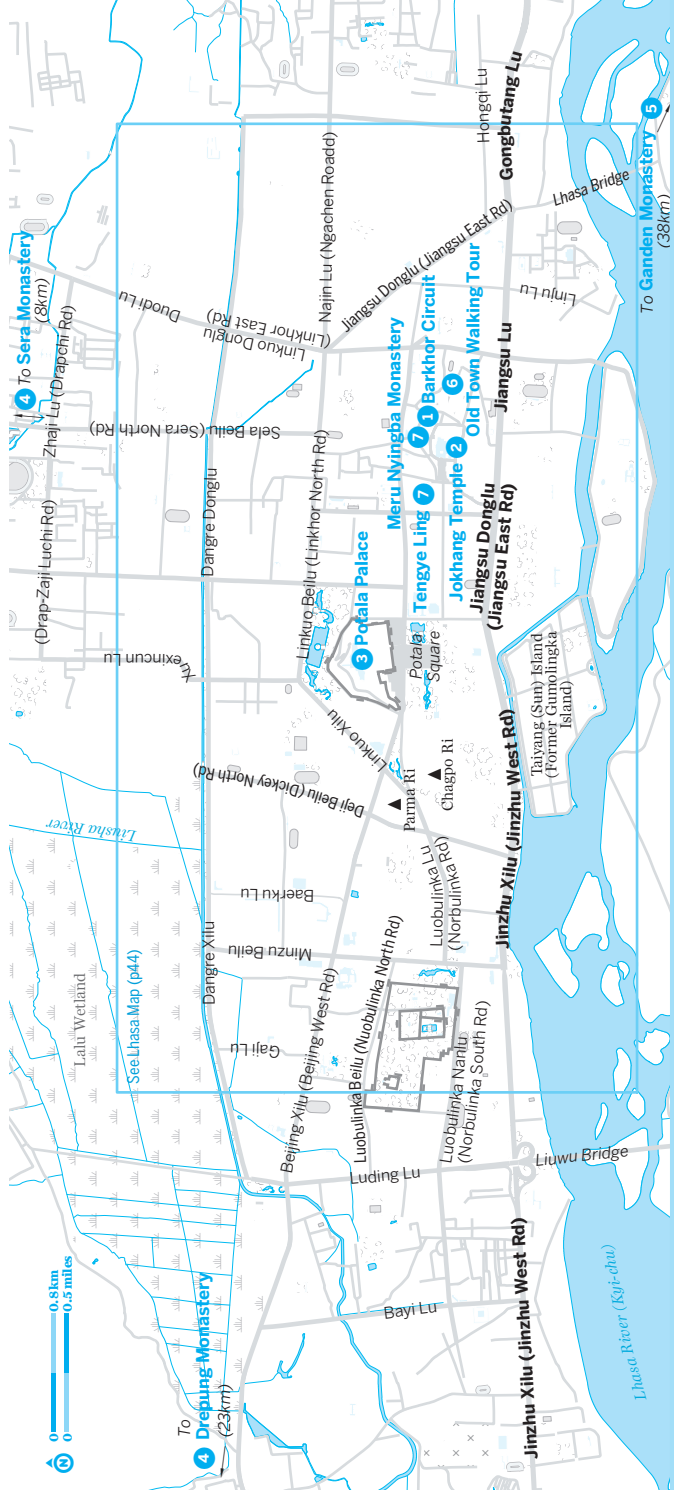 4 To Sera Monastery
(8km)
Zhaji Lu (Drapchi Rd)
(Drap-Zaji Luchi Rd)
Duodi Lu
Linkuo Donglu
(Linkhor East Rd)
Najin Lu (Ngachen Roadd)
Hongqi Lu
Gongbutang Lu
Lhasa Bridge
To Ganden Monastery 5
(38km)
Jiangsu Donglu (Jiangsu East Rd)
Linju Lu
Jiangsu Lu
Sela Beilu (Sera North Rd)
Dangre Donglu
Linkuo Beilu (Linkhor North Rd)
Meru Nyingba Monastery
7
1 Barkhor Circuit
6
Old Town Walking Tour
Jokhang Temple 2
Tengye Ling 7
3 Potala Palace
Potala
Square
Jiangsu Donglu
(Jiangsu East Rd)
Xu exincun Lu
Linkuo Xilu
Deji Beilu (Dickey North Rd)
Parma Ri
Chagpo Ri
Taiyang (Sun) Island
(Former Gumolingka
Island)
Jinzhu Xilu (Jinzhu West Rd)
Liusha River
Lalu Wetland
See Lhasa Map (p44)
Baerku Lu
Minzu Beilu
Dangre Xilu
Gaji Lu
Luobulinka Lu
(Norbulinka Rd)
Luobulinka Beilu (Nuobulinka North Rd)
Beijing Xilu (Beijing West Rd)
Luobulinka Nanlu
(Norbulinka South Rd)
Luding Lu
Liuwu Bridge
Bayi Lu
Jinzhu Xilu (Jinzhu West Rd)
Lhasa River (Kyi-chu)
To
4 Drepung Monastery
(23km)
N
0 0.8km
0 0.5 miles